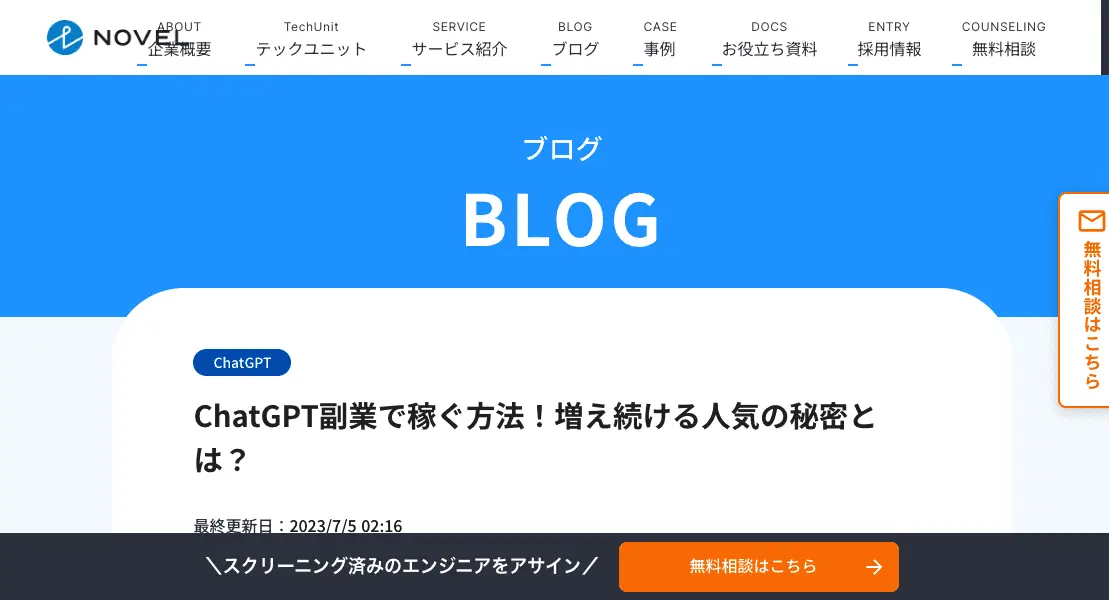 NOVEL
ABOUT
企業概要
TechUnit
テックユニット
SERVICE
サービス紹介
BLOG
ブログ
CASE
事例
DOCS
お役立ち資料
ENTRY
採用情報
COUNSELING
無料相談
ブログ
BLOG
無料相談はこちら
ChatGPT
ChatGPT副業で稼ぐ方法！増え続ける人気の秘密と
は？
最終更新日：2023/7/5 02:16
＼スクリーニング済みのエンジニアをアサイン／
無料相談はこちら